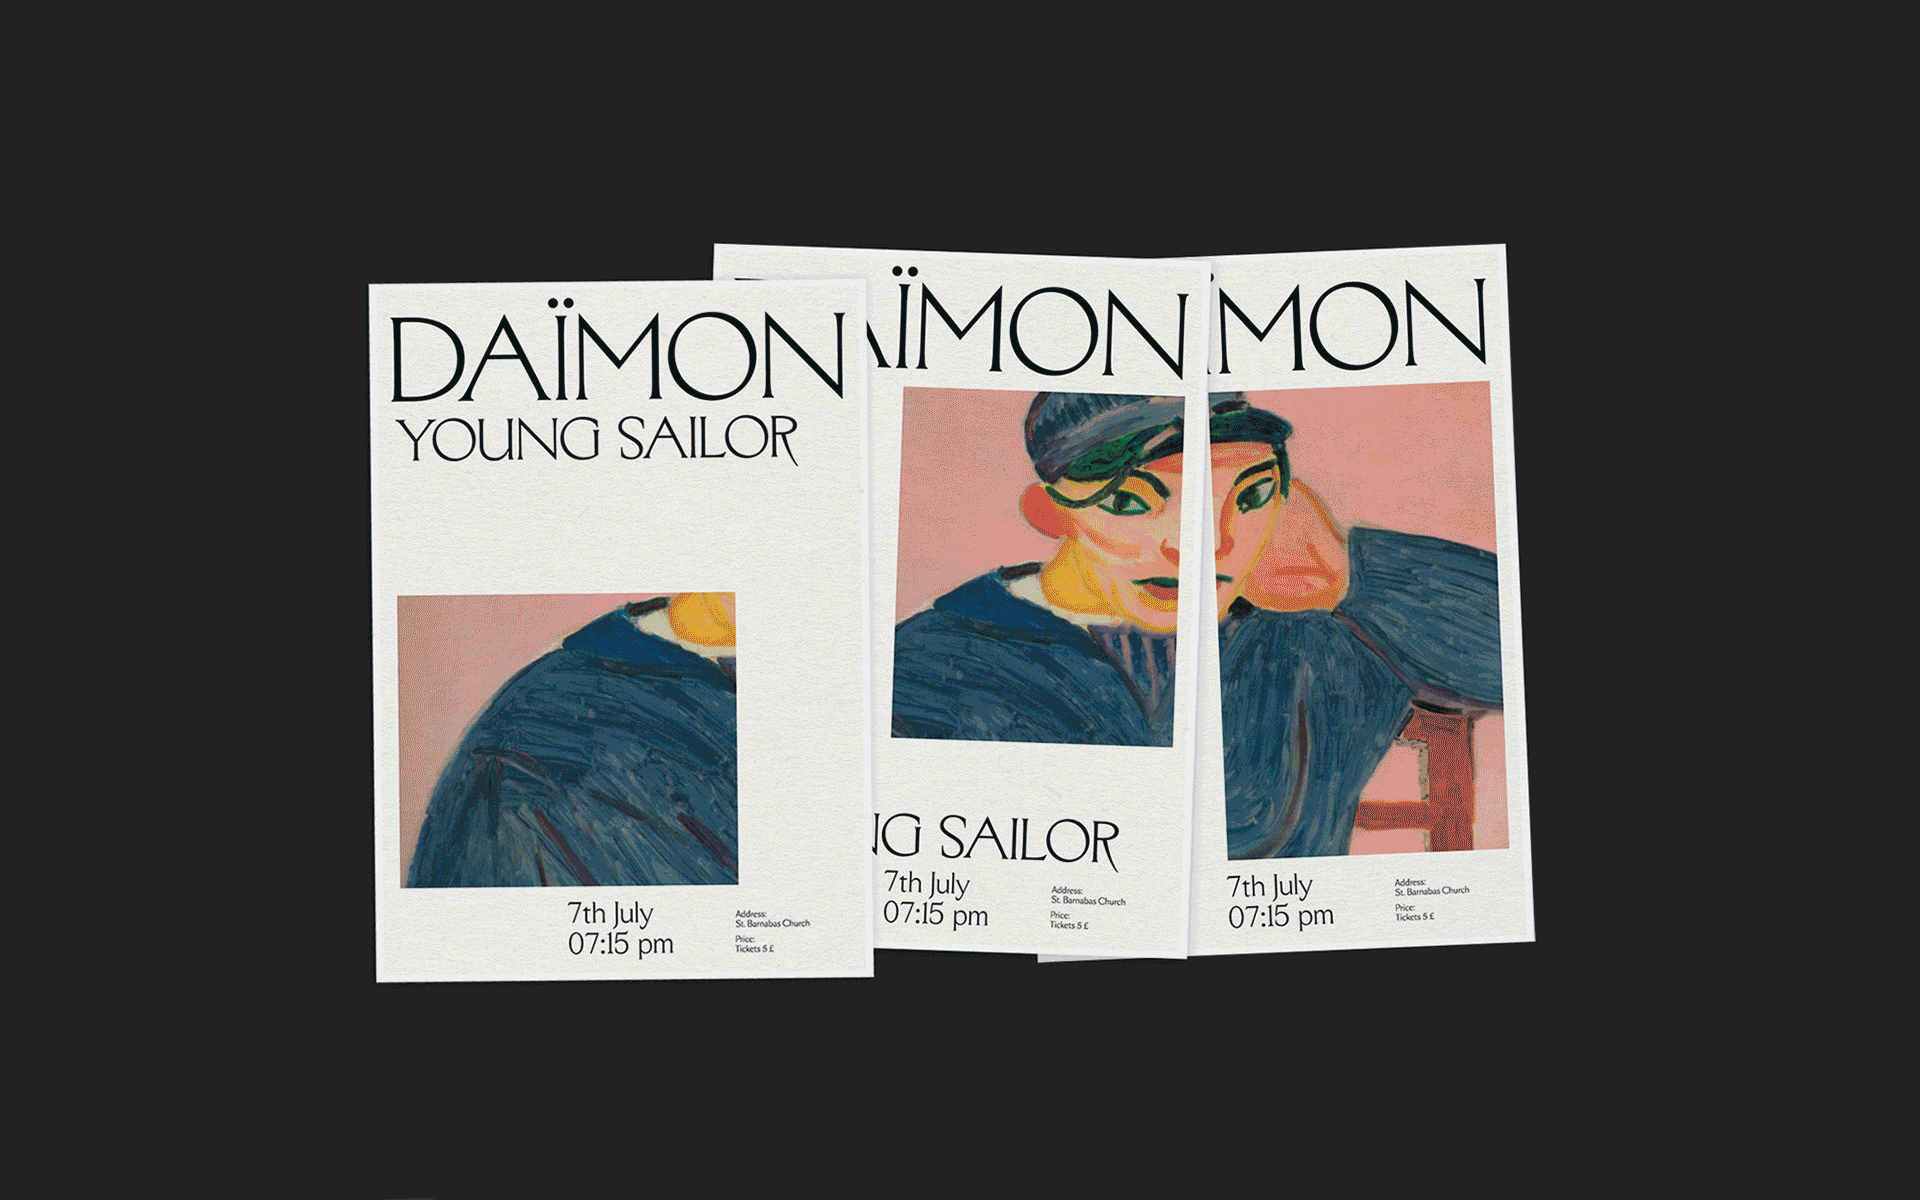 DAÏMON
YOUNG SAILOR
7th July
07:15 pm
Address:
St. Barnabas Church
Price:
Tickets 5 £
AÏMON
NG SAILOR
7th July
07:15 pm
Address:
St. Barnabas Church
Price:
Tickets 5 £
ÏMON
7th July
07:15 pm
Address:
St. Barnabas Church
Price:
Tickets 5 £